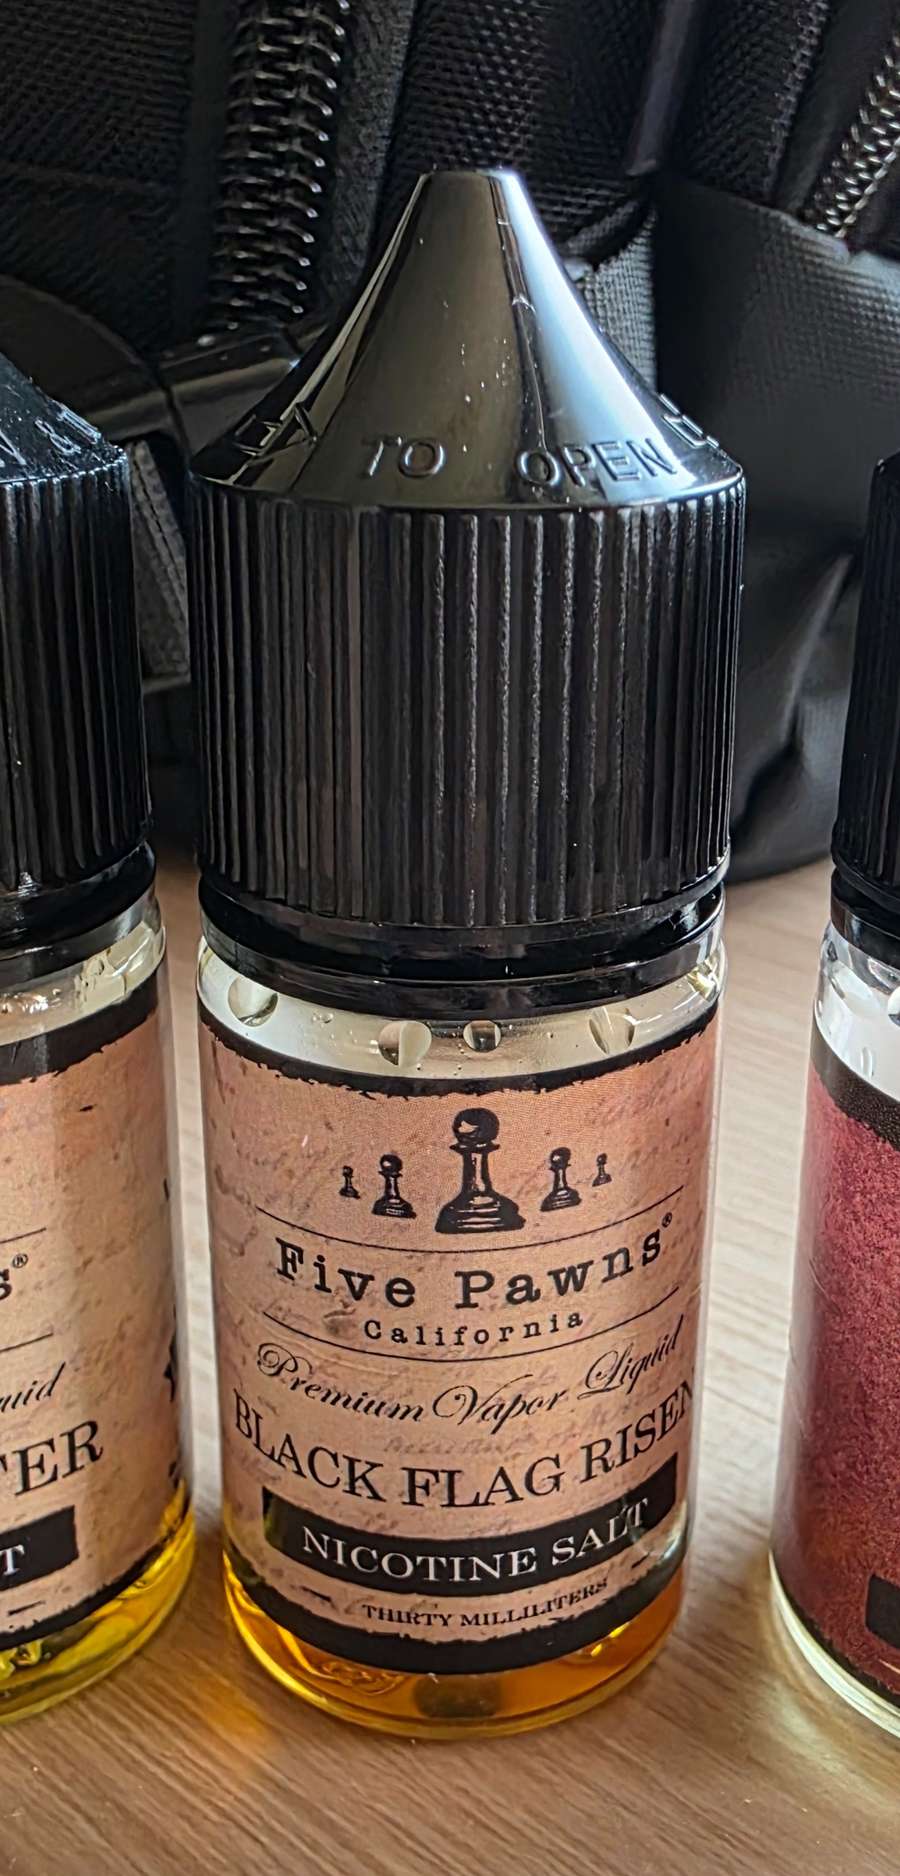 TO OPEN
Five Pawns®
California
Premium Vapor Liquid
BLACK FLAG RISEN
NICOTINE SALT
THIRTY MILLILITERS